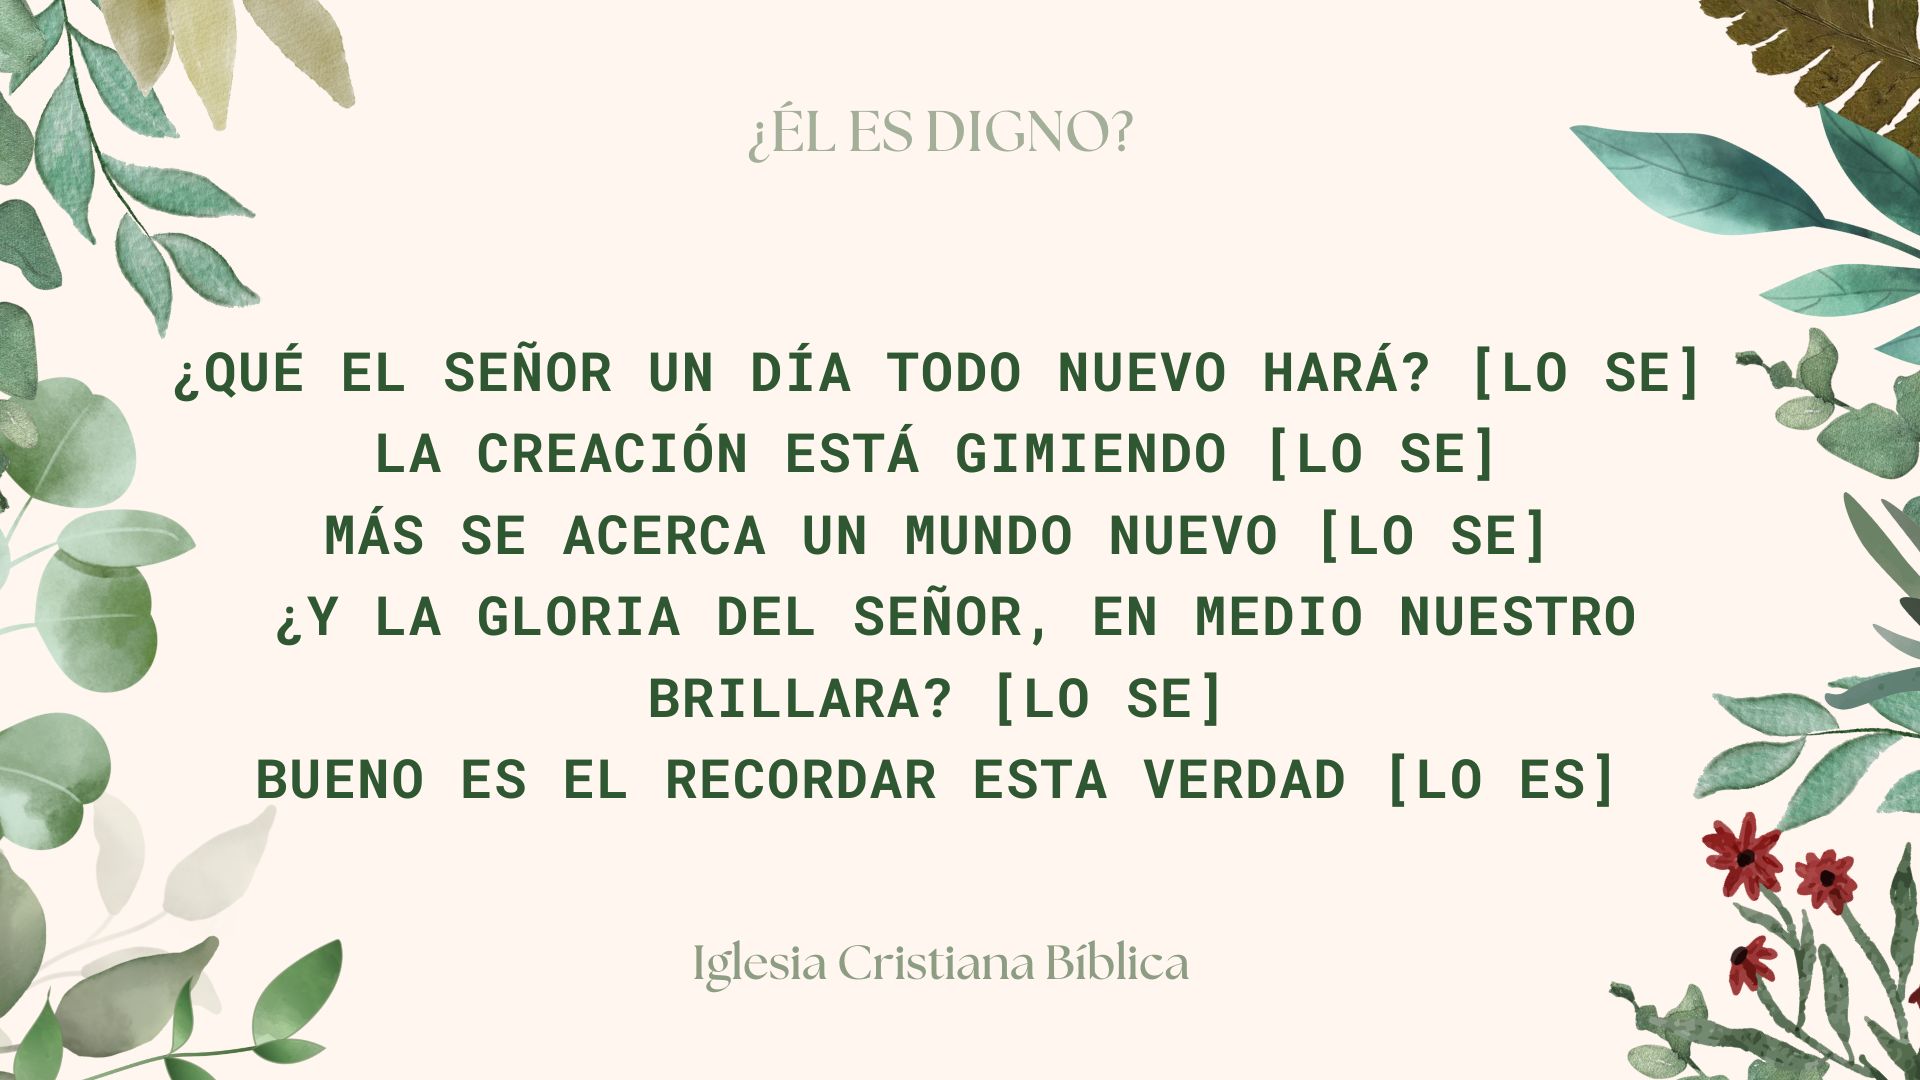 ¿ÉL ES DIGNO?
¿QUÉ EL SEÑOR UN DÍA TODO NUEVO HARÁ? [LO SE]
LA CREACIÓN ESTÁ GIMIENDO [LO SE]
MÁS SE ACERCA UN MUNDO NUEVO [LO SE]
¿Y LA GLORIA DEL SEÑOR, EN MEDIO NUESTRO
BRILLARA? [LO SE]
BUENO ES EL RECORDAR ESTA VERDAD [LO ES]
Iglesia Cristiana Bíblica